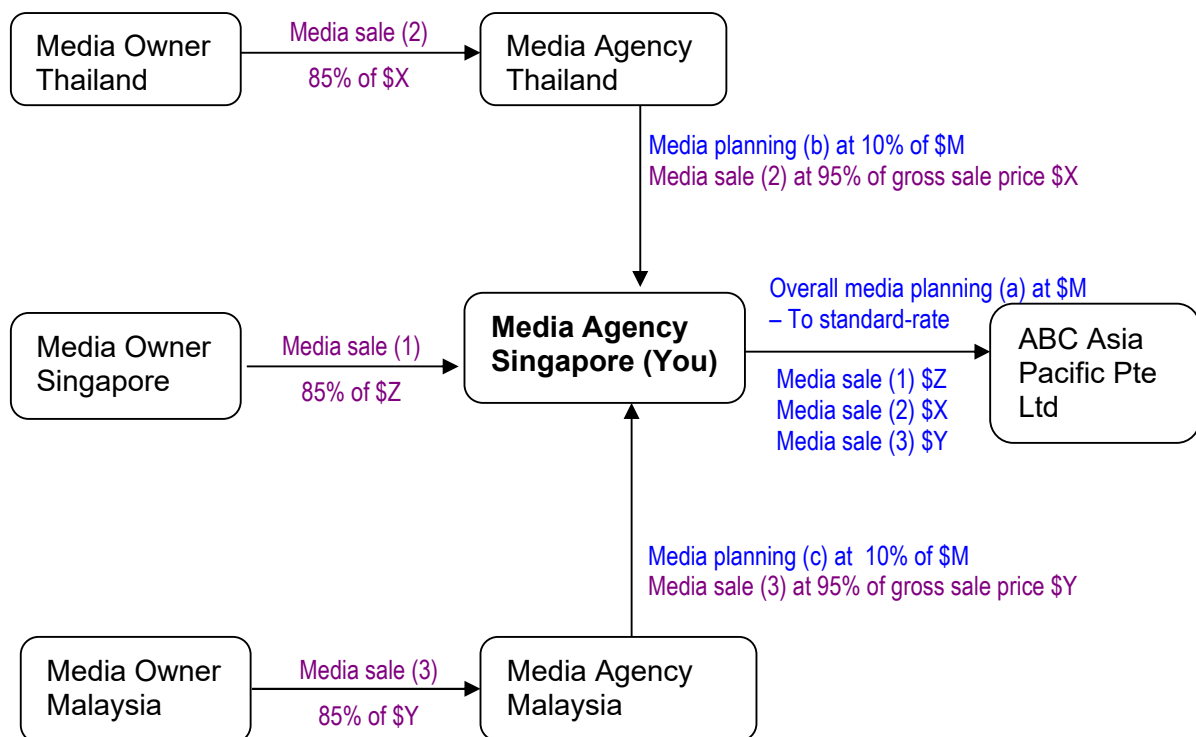 Media Owner
Thailand
Media sale (2)
85% of $X
Media Agency
Thailand
Media planning (b) at 10% of $M
Media sale (2) at 95% of gross sale price $X
Media Owner
Singapore
Media sale (1)
85% of $Z
Media Agency
Singapore (You)
Overall media planning (a) at $M
– To standard-rate
Media sale (1) $Z
Media sale (2) $X
Media sale (3) $Y
ABC Asia
Pacific Pte
Ltd
Media planning (c) at 10% of $M
Media sale (3) at 95% of gross sale price $Y
Media Owner
Malaysia
Media sale (3)
85% of $Y
Media Agency
Malaysia